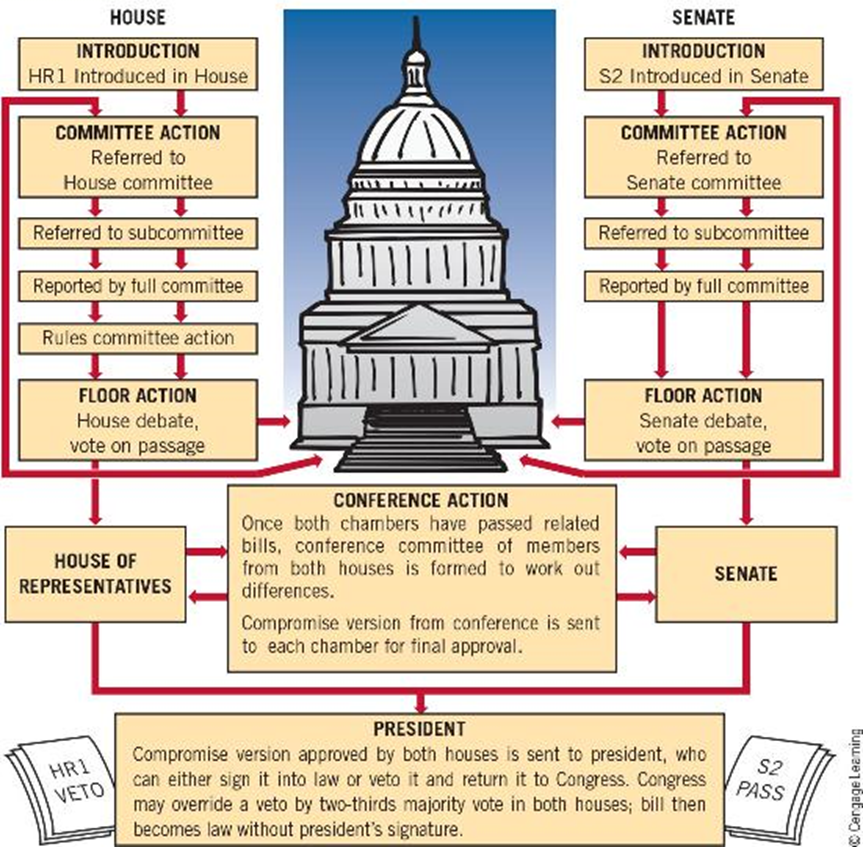 HOUSE
INTRODUCTION
HR1 Introduced in House
COMMITTEE ACTION
Referred to
House committee
Referred to subcommittee
Reported by full committee
Rules committee action
FLOOR ACTION
House debate,
vote on passage
SENATE
INTRODUCTION
S2 Introduced in Senate
COMMITTEE ACTION
Referred to
Senate committee
Referred to subcommittee
Reported by full committee
FLOOR ACTION
Senate debate,
vote on passage
HOUSE OF
REPRESENTATIVES
CONFERENCE ACTION
Once both chambers have passed related
bills, conference committee of members
from both houses is formed to work out
differences.
Compromise version from conference is sent
to each chamber for final approval.
SENATE
PRESIDENT
Compromise version approved by both houses is sent to president, who
can either sign it into law or veto it and return it to Congress. Congress
may override a veto by two-thirds majority vote in both houses; bill then
becomes law without president's signature.
HR1
VETO
S2
PASS
© Cengage Learning